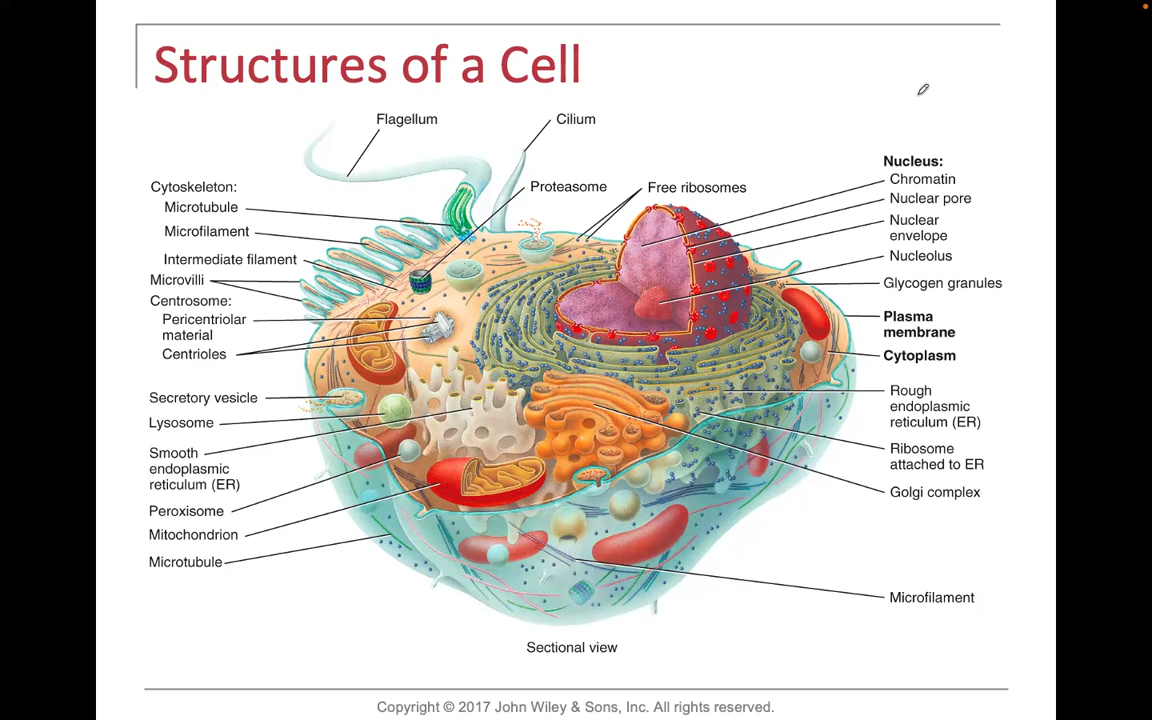 Structures of a Cell
Flagellum
Cilium
Cytoskeleton:
Microtubule
Microfilament
Intermediate filament
Microvilli
Centrosome:
Pericentriolar
material
Centrioles
Secretory vesicle
Lysosome
Smooth
endoplasmic
reticulum (ER)
Peroxisome
Mitochondrion
Microtubule
Proteasome
Free ribosomes
Nucleus:
Chromatin
Nuclear pore
Nuclear
envelope
Nucleolus
Glycogen granules
Plasma
membrane
Cytoplasm
Rough
endoplasmic
reticulum (ER)
Ribosome
attached to ER
Golgi complex
Microfilament
Sectional view
Copyright © 2017 John Wiley & Sons, Inc. All rights reserved.